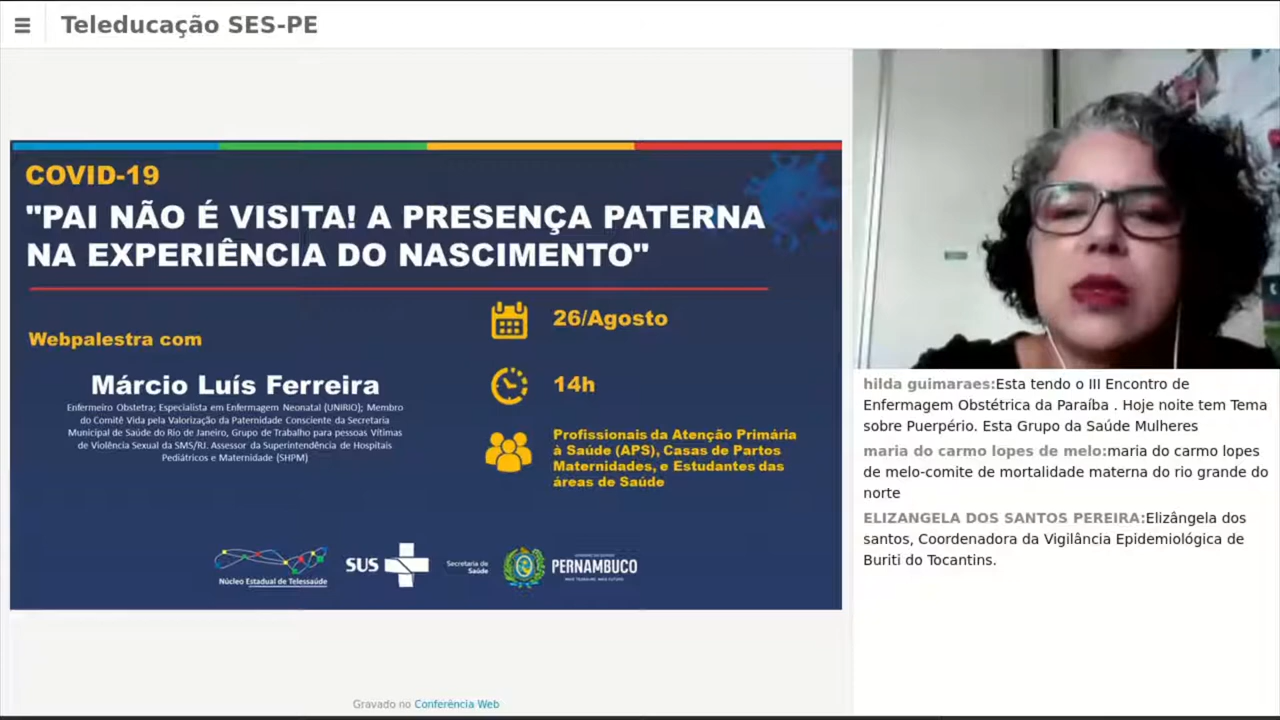 Teleducação SES-PE
COVID-19
"PAI NÃO É VISITA! A PRESENÇA PATERNA
NA EXPERIÊNCIA DO NASCIMENTO"
Webpalestra com
Márcio Luís Ferreira
Enfermeiro Obstetra; Especialista em Enfermagem Neonatal (UNIRIO); Membro
do Comitê Vida pela Valorização da Paternidade Consciente da Secretaria
Municipal de Saúde do Rio de Janeiro, Grupo de Trabalho para pessoas Vítimas
de Violência Sexual da SMS/RJ. Assessor da Superintendência de Hospitais
Pediátricos e Maternidade (SHPM)
26/Agosto
14h
Profissionais da Atenção Primária
à Saúde (APS), Casas de Partos
Maternidades, e Estudantes das
áreas de Saúde
Núcleo Estadual de Telessaúde
SUS
Secretaria de
Saúde
PERNAMBUCO
Gravado no Conferência Web
hilda guimaraes:Esta tendo o III Encontro de
Enfermagem Obstétrica da Paraíba . Hoje noite tem Tema
sobre Puerpério. Esta Grupo da Saúde Mulheres
maria do carmo lopes de melo:maria do carmo lopes
de melo-comite de mortalidade materna do rio grande do
norte
ELIZANGELA DOS SANTOS PEREIRA:Elizângela dos
santos, Coordenadora da Vigilância Epidemiológica de
Buriti do Tocantins.